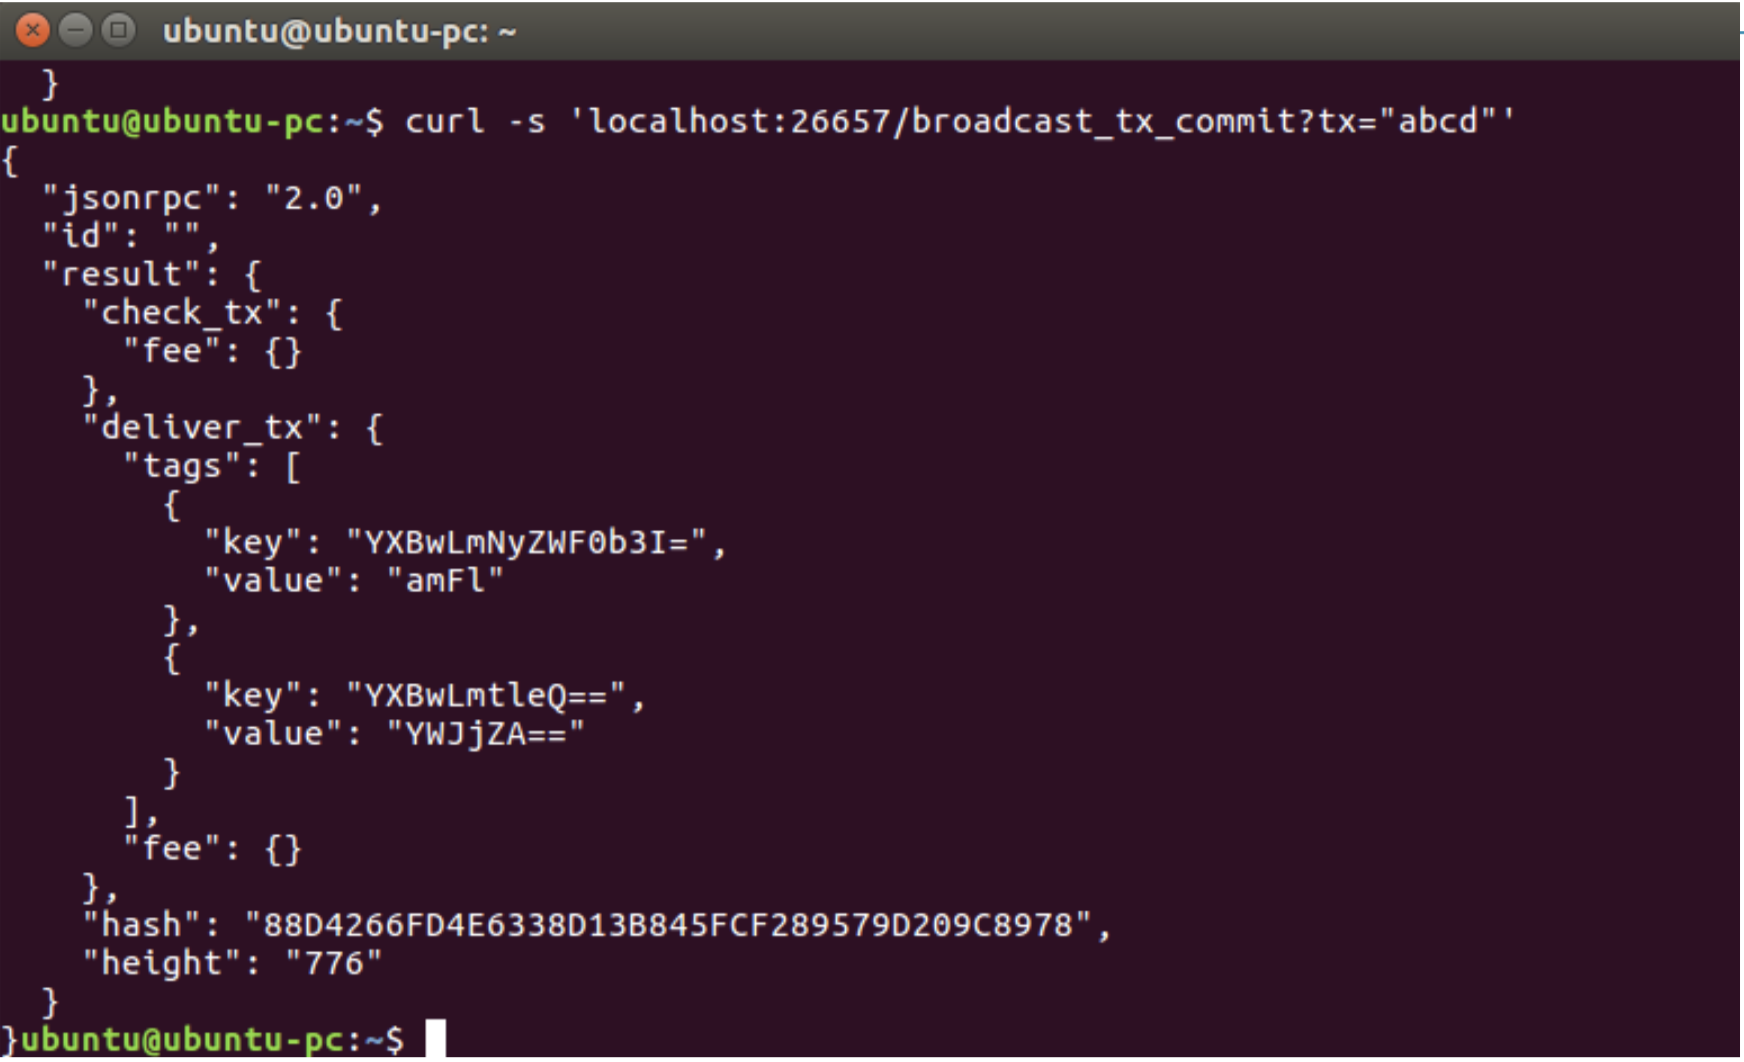 ubuntu@ubuntu-pc: ~
}
ubuntu@ubuntu-pc:~$ curl -s 'localhost:26657/broadcast_tx_commit?tx="abcd"'
{
  "jsonrpc": "2.0",
  "id": "",
  "result": {
    "check_tx": {
      "fee": {}
    },
    "deliver_tx": {
      "tags": [
        {
          "key": "YXBwLmNyZWF0b3I=",
          "value": "amFl"
        },
        {
          "key": "YXBwLmtleQ==",
          "value": "YWJjZA=="
        }
      ],
      "fee": {}
    },
    "hash": "88D4266FD4E6338D13B845FCF289579D209C8978",
    "height": "776"
  }
}ubuntu@ubuntu-pc:~$